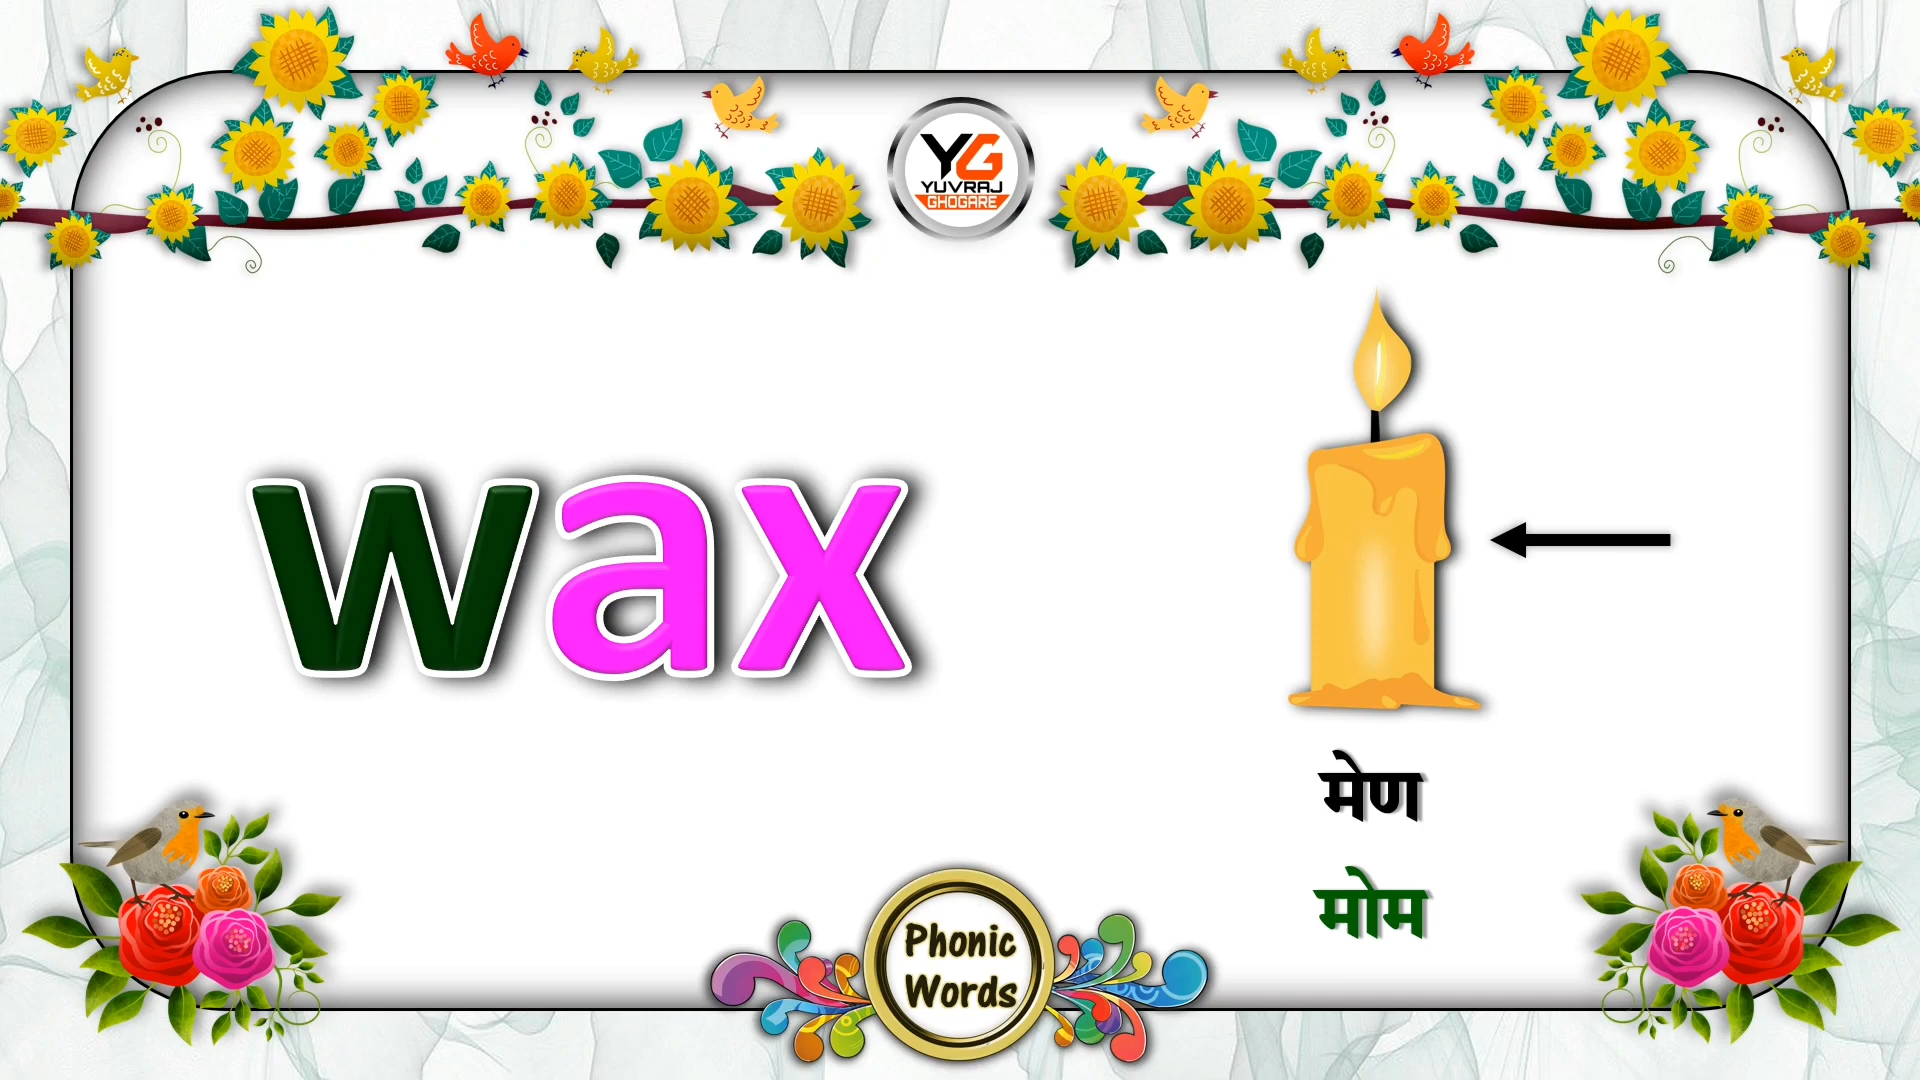 YG
YUVRAJ
GHOGARE
wax
मेण
मोम
Phonic
Words